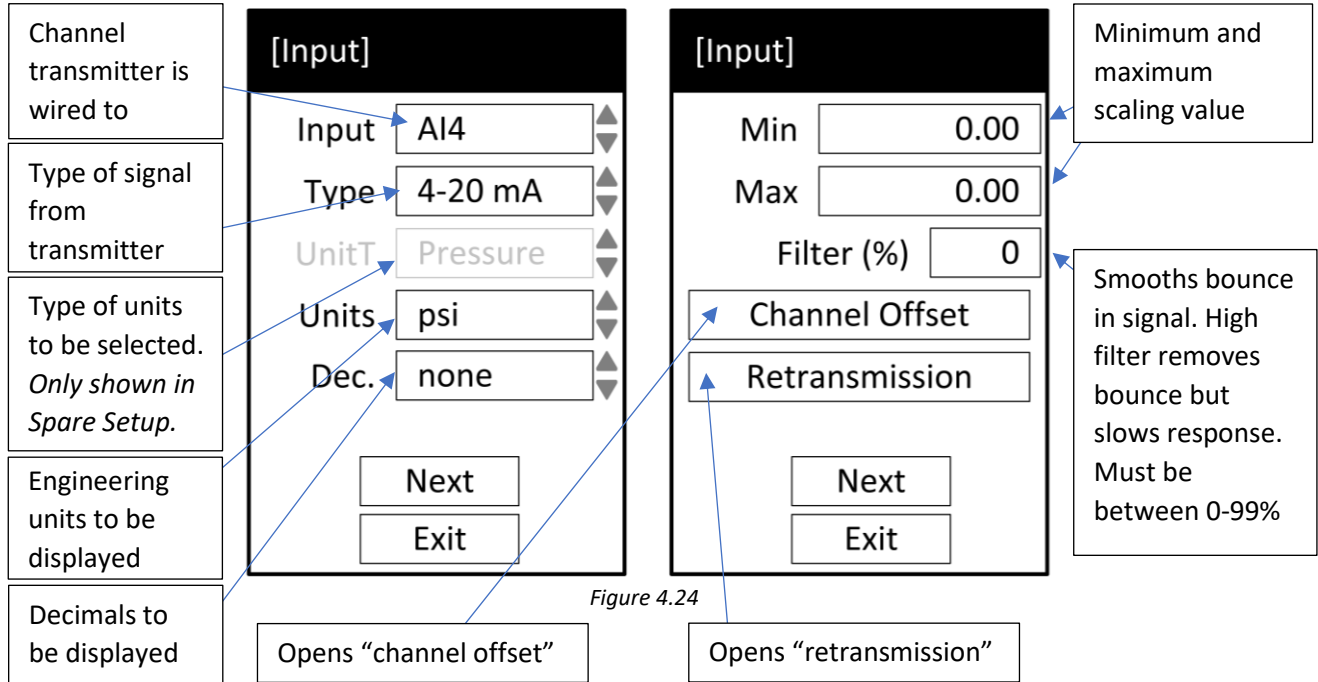 Channel
transmitter is
wired to
Type of signal
from
transmitter
Type of units
to be selected.
Only shown in
Spare Setup.
Engineering
units to be
displayed
Decimals to
be displayed
[Input]
Input AI4
Type 4-20 mA
UnitT Pressure
Units psi
Dec. none
Next
Exit
[Input]
Min 0.00
Max 0.00
Filter (%) 0
Channel Offset
Retransmission
Next
Exit
Minimum and
maximum
scaling value
Smooths bounce
in signal. High
filter removes
bounce but
slows response.
Must be
between 0-99%
Figure 4.24
Opens “channel offset”
Opens “retransmission”